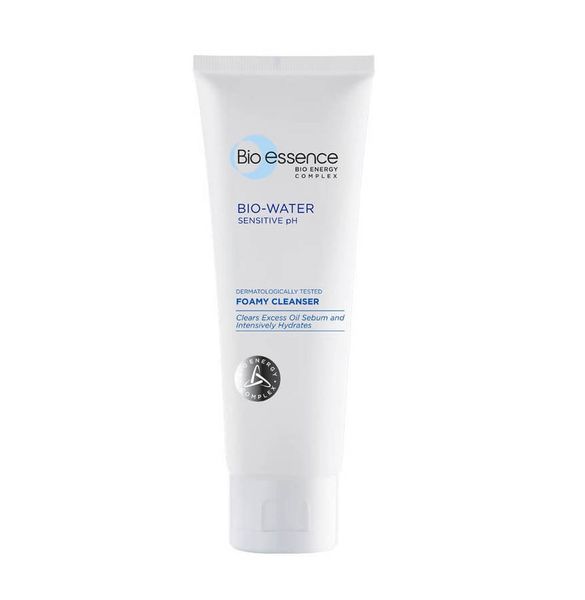 Bio essence
BIO ENERGY
COMPLEX
BIO-WATER
SENSITIVE pH
DERMATOLOGICALLY TESTED
FOAMY CLEANSER
Clears Excess Oil Sebum and
Intensively Hydrates
BIO ENERGY
COMPLEX